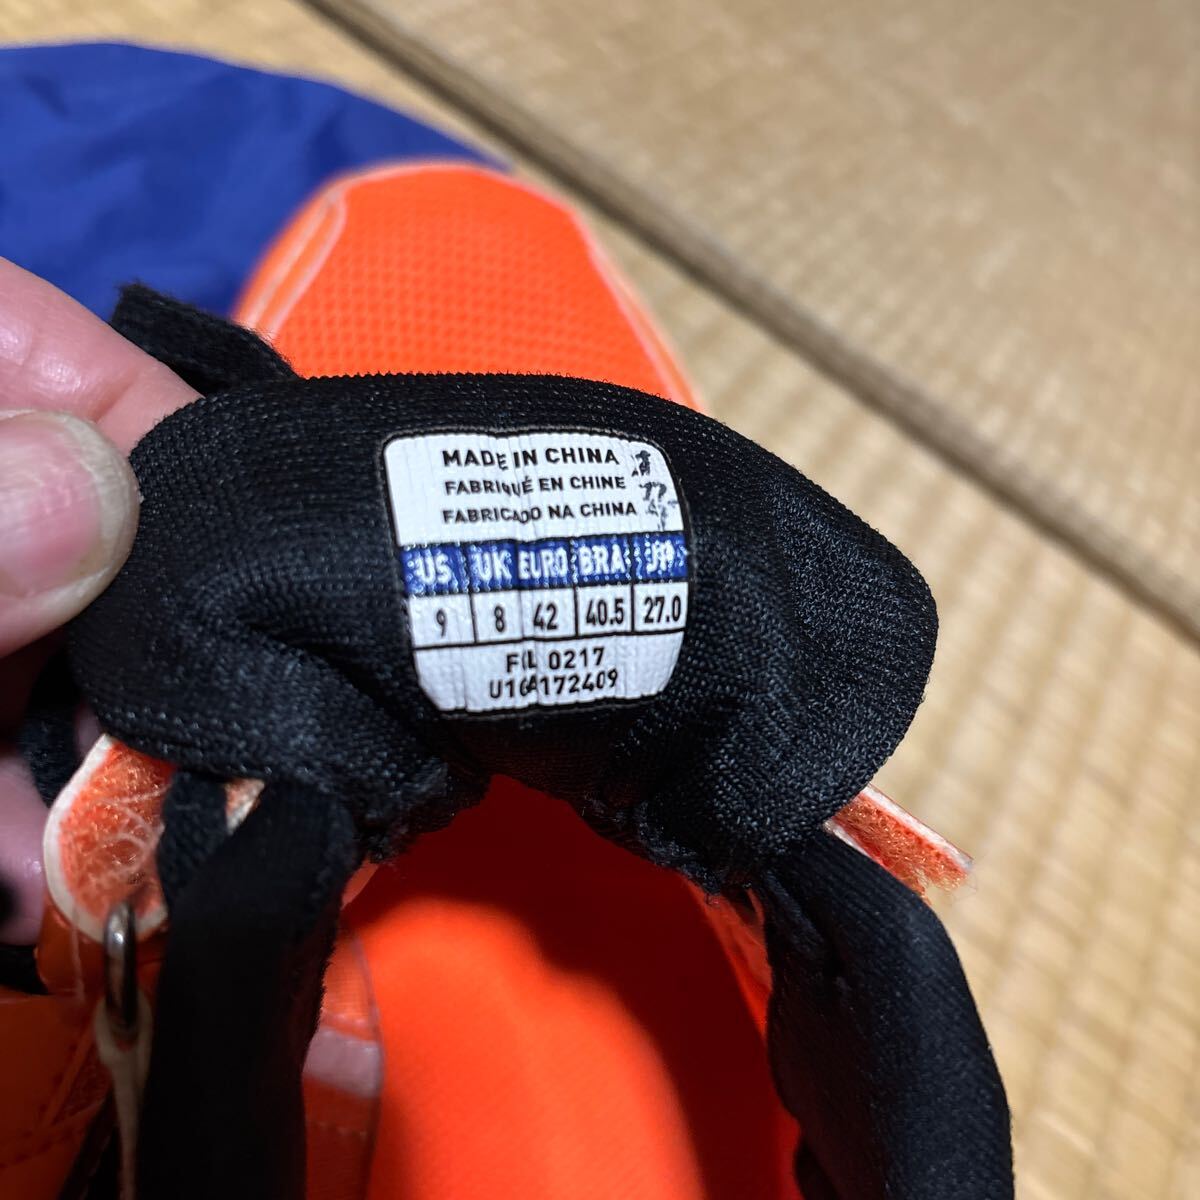 MADE IN CHINA
FABRIQUÉ EN CHINE
FABRICADO NA CHINA
US UK EURO BRA JP
9 8 42 40.5 27.0
0217